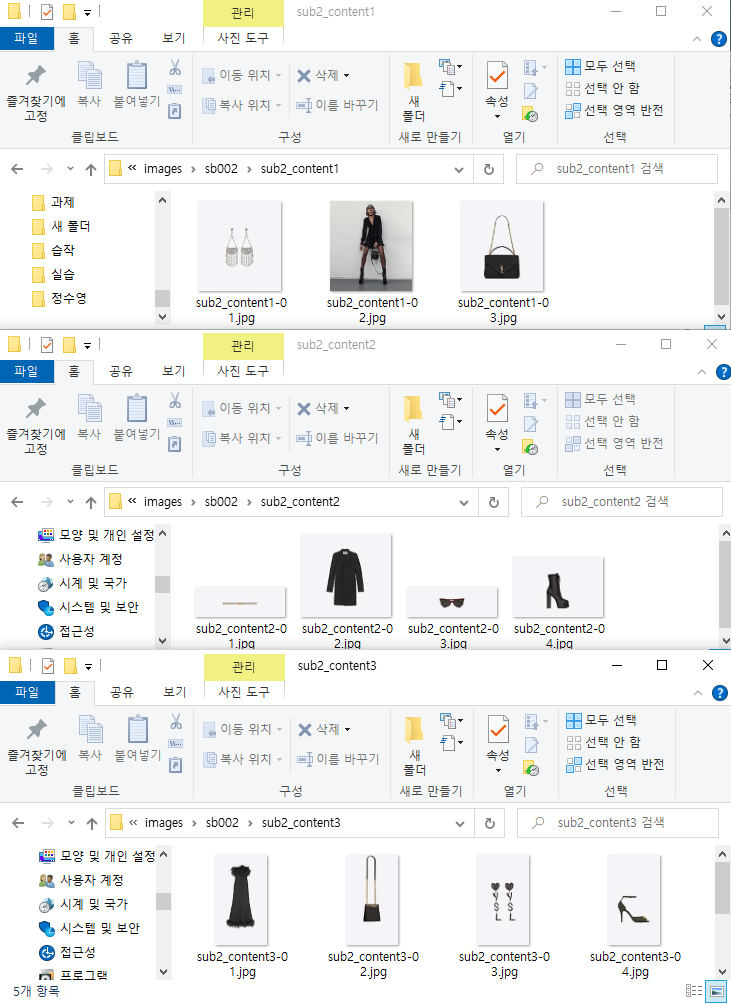 관리 sub2_content1
파일 홈 공유 보기 사진 도구
즐겨찾기에 고정
복사
붙여넣기
이동 위치
복사 위치
삭제
이름 바꾸기
새 폴더
속성
모두 선택
선택 안 함
선택 영역 반전
클립보드 구성 새로 만들기 열기 선택
« images > sb002 > sub2_content1 sub2_content1 검색
과제
새 폴더
습작
실습
정수영
sub2_content1-01.jpg
sub2_content1-02.jpg
sub2_content1-03.jpg
관리 sub2_content2
파일 홈 공유 보기 사진 도구
즐겨찾기에 고정
복사
붙여넣기
이동 위치
복사 위치
삭제
이름 바꾸기
새 폴더
속성
모두 선택
선택 안 함
선택 영역 반전
클립보드 구성 새로 만들기 열기 선택
« images > sb002 > sub2_content2 sub2_content2 검색
모양 및 개인 설정
사용자 계정
시계 및 국가
시스템 및 보안
접근성
sub2_content2-01.jpg
sub2_content2-02.jpg
sub2_content2-03.jpg
sub2_content2-04.jpg
관리 sub2_content3
파일 홈 공유 보기 사진 도구
즐겨찾기에 고정
복사
붙여넣기
이동 위치
복사 위치
삭제
이름 바꾸기
새 폴더
속성
모두 선택
선택 안 함
선택 영역 반전
클립보드 구성 새로 만들기 열기 선택
« images > sb002 > sub2_content3 sub2_content3 검색
모양 및 개인 설정
사용자 계정
시계 및 국가
시스템 및 보안
접근성
프로그램
sub2_content3-01.jpg
sub2_content3-02.jpg
sub2_content3-03.jpg
sub2_content3-04.jpg
5개 항목